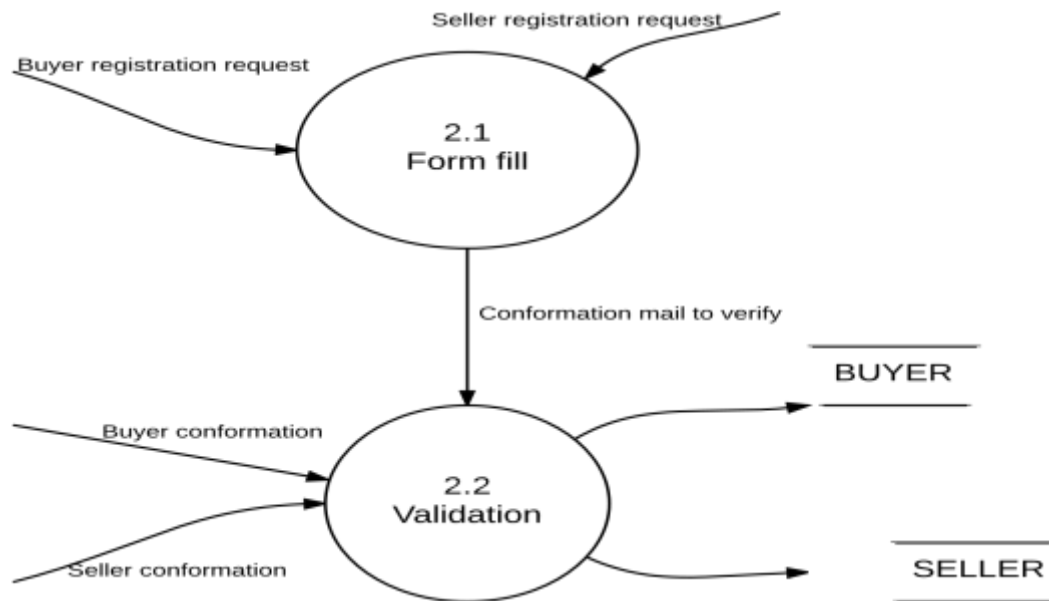 Seller registration request
Buyer registration request
2.1
Form fill
Conformation mail to verify
BUYER
Buyer conformation
2.2
Validation
Seller conformation
SELLER